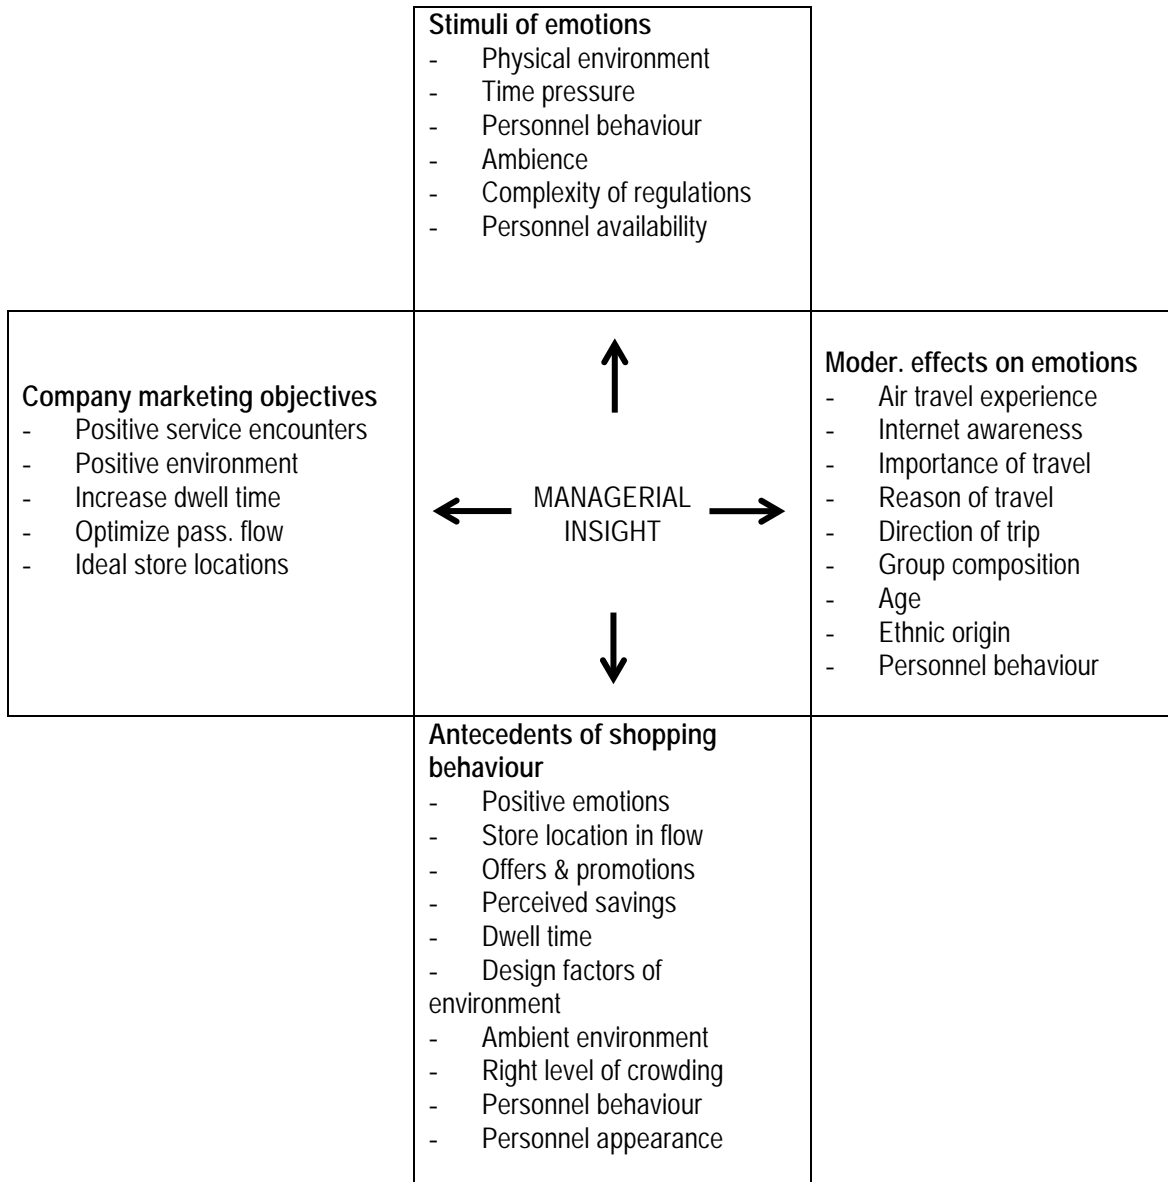 Stimuli of emotions
- Physical environment
- Time pressure
- Personnel behaviour
- Ambience
- Complexity of regulations
- Personnel availability
Company marketing objectives
- Positive service encounters
- Positive environment
- Increase dwell time
- Optimize pass. flow
- Ideal store locations
MANAGERIAL
INSIGHT
Moder. effects on emotions
- Air travel experience
- Internet awareness
- Importance of travel
- Reason of travel
- Direction of trip
- Group composition
- Age
- Ethnic origin
- Personnel behaviour
Antecedents of shopping
behaviour
- Positive emotions
- Store location in flow
- Offers & promotions
- Perceived savings
- Dwell time
- Design factors of
environment
- Ambient environment
- Right level of crowding
- Personnel behaviour
- Personnel appearance